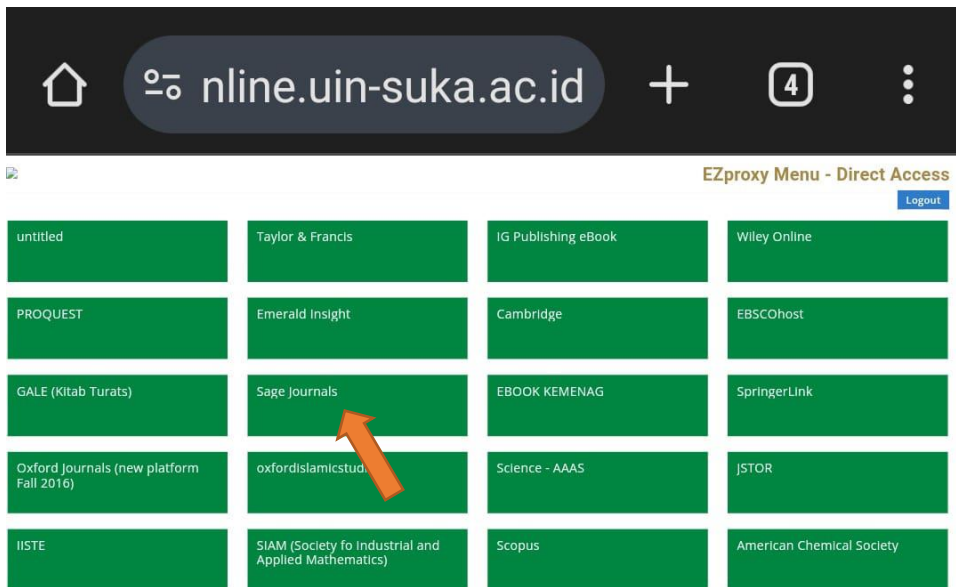 nline.uin-suka.ac.id
4
EZproxy Menu - Direct Access
Logout
untitled
Taylor & Francis
IG Publishing eBook
Wiley Online
PROQUEST
Emerald Insight
Cambridge
EBSCOhost
GALE (Kitab Turats)
Sage Journals
EBOOK KEMENAG
SpringerLink
Oxford Journals (new platform
Fall 2016)
Science - AAAS
JSTOR
IISTE
SIAM (Society fo Industrial and
Applied Mathematics)
Scopus
American Chemical Society